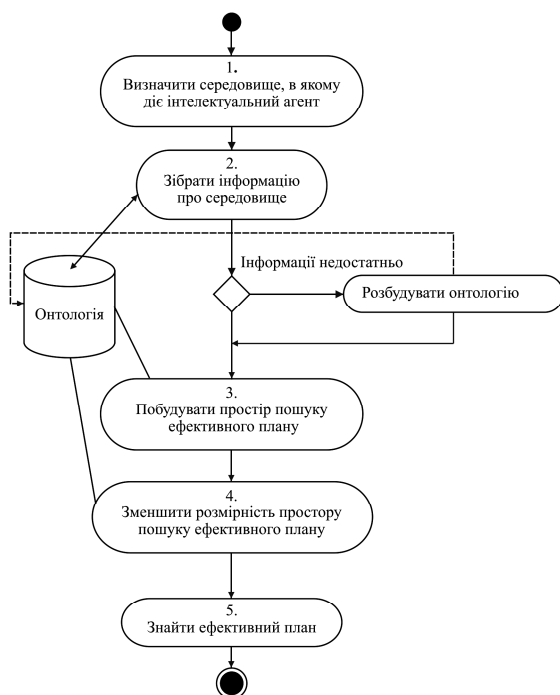 1.
Визначити середовище, в якому
діє інтелектуальний агент
2.
Зібрати інформацію
про середовище
Інформації недостатньо
Розбудувати онтологію
Онтологія
3.
Побудувати простір пошуку
ефективного плану
4.
Зменшити розмірність простору
пошуку ефективного плану
5.
Знайти ефективний план